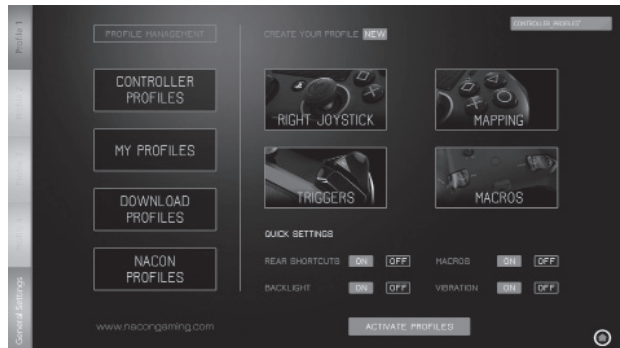 Profile 1
General Settings
PROFILE MANAGEMENT
CONTROLLER
PROFILES
MY PROFILES
DOWNLOAD
PROFILES
NACON
PROFILES
www.nacongaming.com
CREATE YOUR PROFILE NEW
RIGHT JOYSTICK
MAPPING
TRIGGERS
MACROS
QUICK SETTINGS
REAR SHORTCUTS ON OFF
MACROS ON OFF
BACKLIGHT ON OFF
VIBRATION ON OFF
ACTIVATE PROFILES